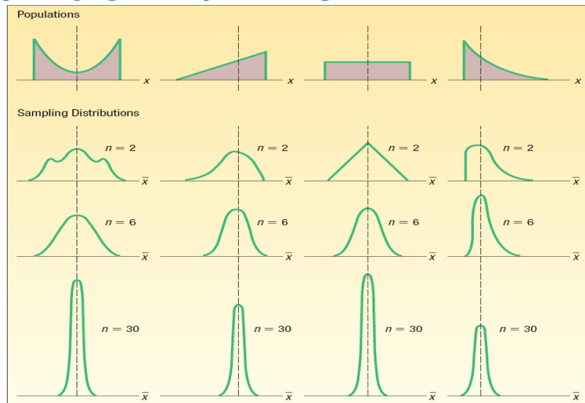 Populations
x x x x
Sampling Distributions
n = 2 n = 2 n = 2 n = 2
x̄ x̄ x̄ x̄
n = 6 n = 6 n = 6 n = 6
x̄ x̄ x̄ x̄
n = 30 n = 30 n = 30 n = 30
x̄ x̄ x̄ x̄